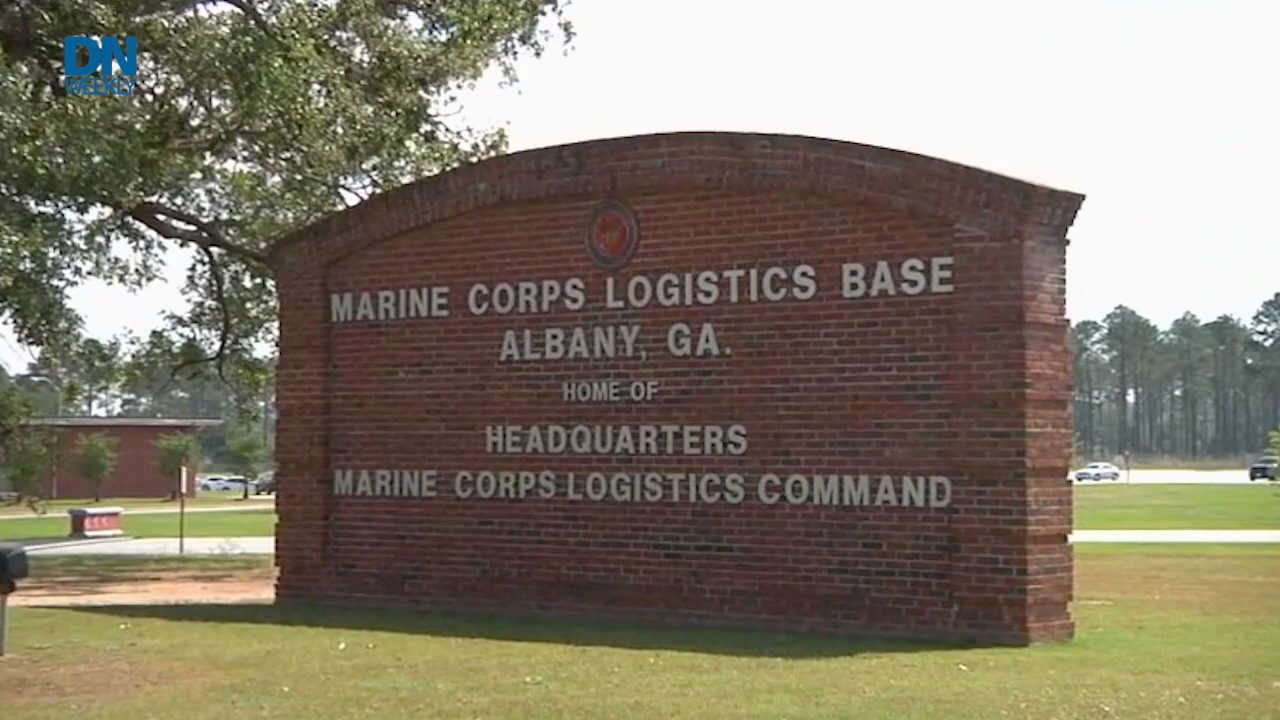 DN
WEEKLY
MARINE CORPS LOGISTICS BASE
ALBANY, GA.
HOME OF
HEADQUARTERS
MARINE CORPS LOGISTICS COMMAND